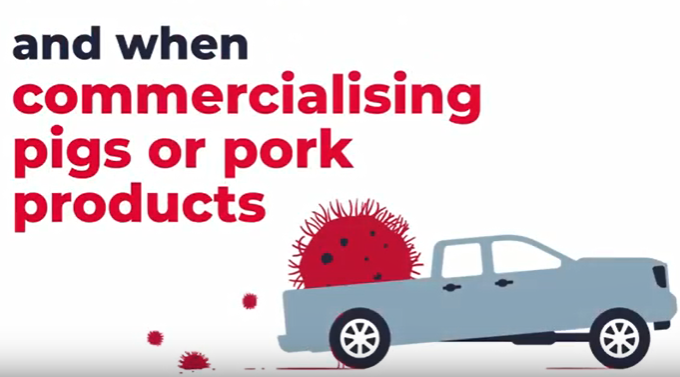 and when
commercialising
pigs or pork
products